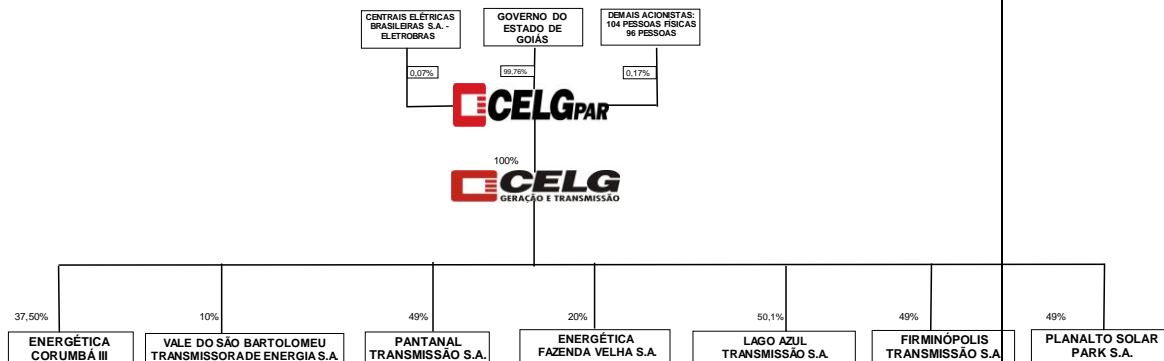 CENTRAIS ELÉTRICAS
BRASILEIRAS S.A. -
ELETROBRAS
GOVERNO DO
ESTADO DE
GOIÁS
DEMAIS ACIONISTAS:
104 PESSOAS FÍSICAS
96 PESSOAS
0,07%
99,76%
0,17%
CELGPAR
100%
CELG
GERAÇÃO E TRANSMISSÃO
37,50%
10%
49%
20%
50,1%
49%
49%
ENERGÉTICA
CORUMBÁ III
VALE DO SÃO BARTOLOMEU
TRANSMISSORA DE ENERGIA S.A.
PANTANAL
TRANSMISSÃO S.A.
ENERGÉTICA
FAZENDA VELHA S.A.
LAGO AZUL
TRANSMISSÃO S.A.
FIRMINÓPOLIS
TRANSMISSÃO S.A
PLANALTO SOLAR
PARK S.A.